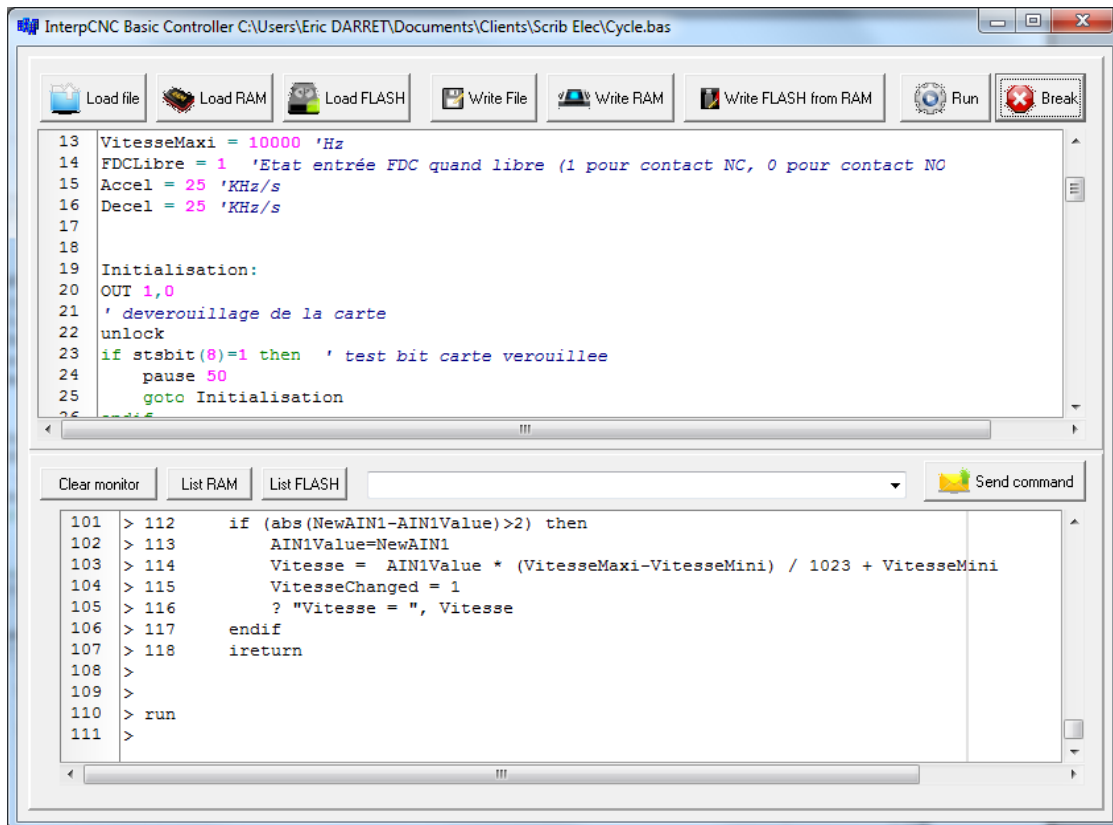 InterpCNC Basic Controller C:\Users\Eric DARRET\Documents\Clients\Scrib Elec\Cycle.bas
Load file Load RAM Load FLASH Write File Write RAM Write FLASH from RAM Run Break
13 VitesseMaxi = 10000 'Hz
14 FDCLibre = 1 'Etat entrée FDC quand libre (1 pour contact NC, 0 pour contact NO
15 Accel = 25 'KHz/s
16 Decel = 25 'KHz/s
17
18
19 Initialisation:
20 OUT 1,0
21 ' deverouillage de la carte
22 unlock
23 if stsbit(8)=1 then ' test bit carte verouillee
24 pause 50
25 goto Initialisation
26 endif
Clear monitor List RAM List FLASH Send command
101 > 112 if (abs(NewAIN1-AIN1Value)>2) then
102 > 113 AIN1Value=NewAIN1
103 > 114 Vitesse = AIN1Value * (VitesseMaxi-VitesseMini) / 1023 + VitesseMini
104 > 115 VitesseChanged = 1
105 > 116 ? "Vitesse = ", Vitesse
106 > 117 endif
107 > 118 ireturn
108 >
109 >
110 > run
111 >